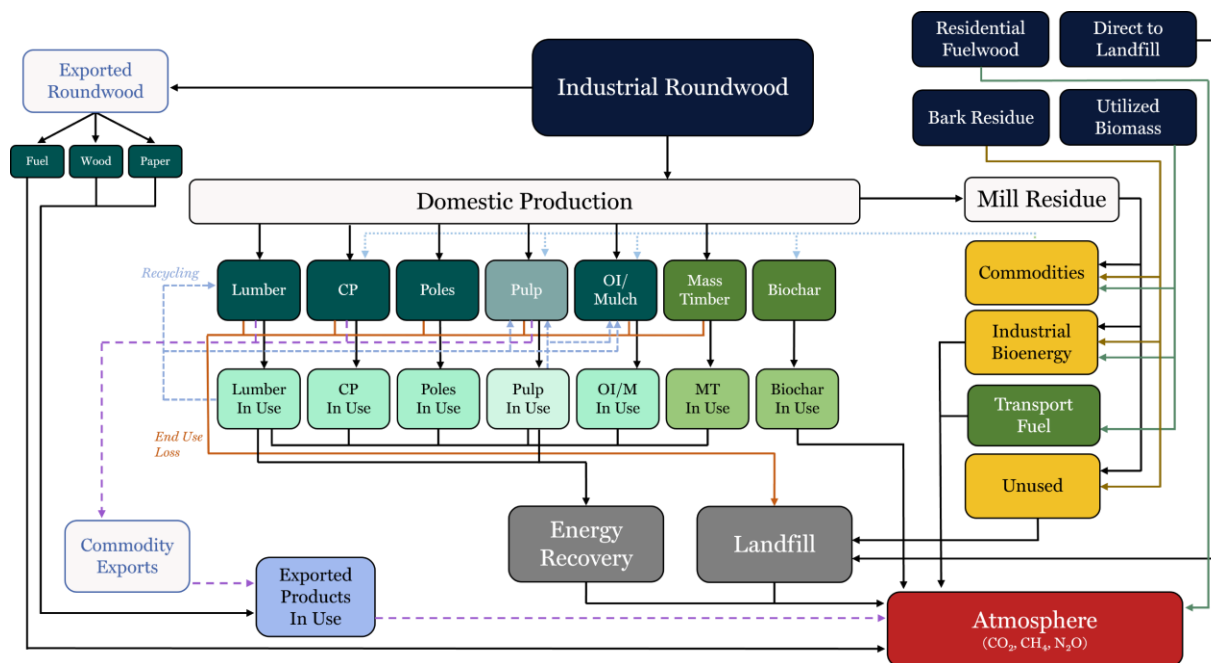 Residential
Fuelwood
Direct to
Landfill
Exported
Roundwood
Industrial Roundwood
Bark Residue
Utilized
Biomass
Fuel
Wood
Paper
Domestic Production
Mill Residue
Recycling
Lumber
CP
Poles
Pulp
OI/
Mulch
Mass
Timber
Biochar
Commodities
Industrial
Bioenergy
Lumber
In Use
CP
In Use
Poles
In Use
Pulp
In Use
OI/M
In Use
MT
In Use
Biochar
In Use
Transport
Fuel
End Use
Loss
Unused
Commodity
Exports
Energy
Recovery
Landfill
Exported
Products
In Use
Atmosphere
(CO₂, CH₄, N₂O)